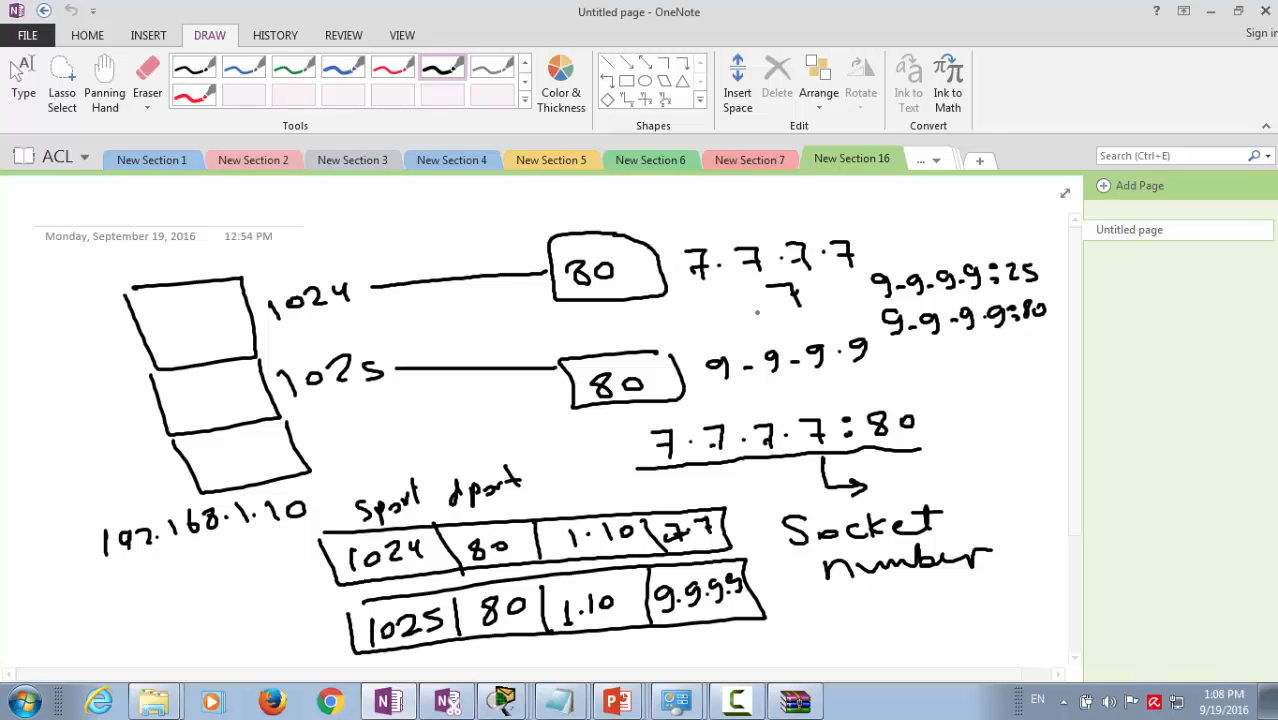 Untitled page - OneNote
FILE HOME INSERT DRAW HISTORY REVIEW VIEW Sign in
Type Lasso Select Panning Hand Eraser Color & Thickness Insert Space Delete Arrange Rotate Ink to Text Ink to Math
Tools Shapes Edit Convert
ACL New Section 1 New Section 2 New Section 3 New Section 4 New Section 5 New Section 6 New Section 7 New Section 16 ... Search (Ctrl+E)
Add Page
Untitled page
Monday, September 19, 2016 12:54 PM
1024 80 7.7.7.7
7
9-9-9.9:25
9-9-9.9:80
1025 80 9-9-9.9
7.7.7.7:80
Socket
number
192.168.1.10
sport dport
1024 80 1.10 7.7
1025 80 1.10 9.9.9.9
EN 1:08 PM
9/19/2016